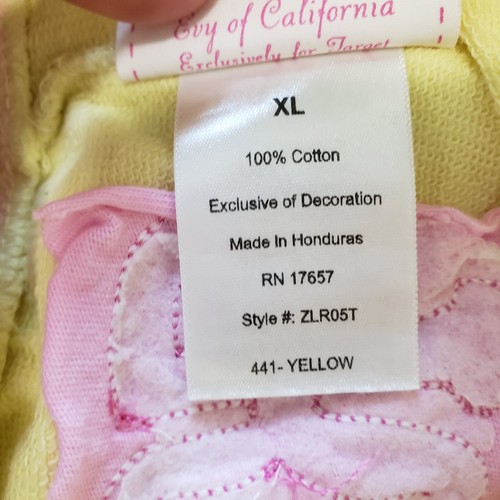 Evy of California
Exclusively for Target
XL
100% Cotton
Exclusive of Decoration
Made In Honduras
RN 17657
Style #: ZLR05T
441- YELLOW